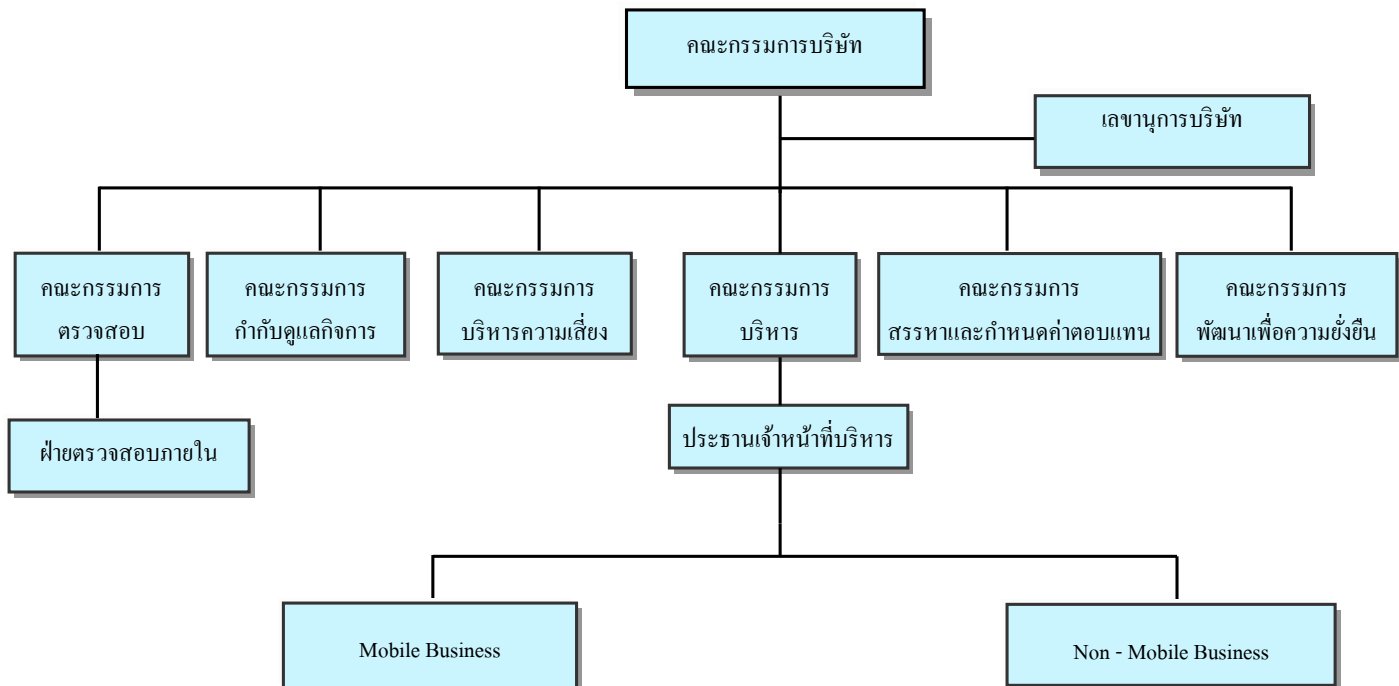 คณะกรรมการบริษัท
เลขานุการบริษัท
คณะกรรมการ
ตรวจสอบ
คณะกรรมการ
กำกับดูแลกิจการ
คณะกรรมการ
บริหารความเสี่ยง
คณะกรรมการ
บริหาร
คณะกรรมการ
สรรหาและกำหนดค่าตอบแทน
คณะกรรมการ
พัฒนาเพื่อความยั่งยืน
ฝ่ายตรวจสอบภายใน
ประธานเจ้าหน้าที่บริหาร
Mobile Business
Non - Mobile Business